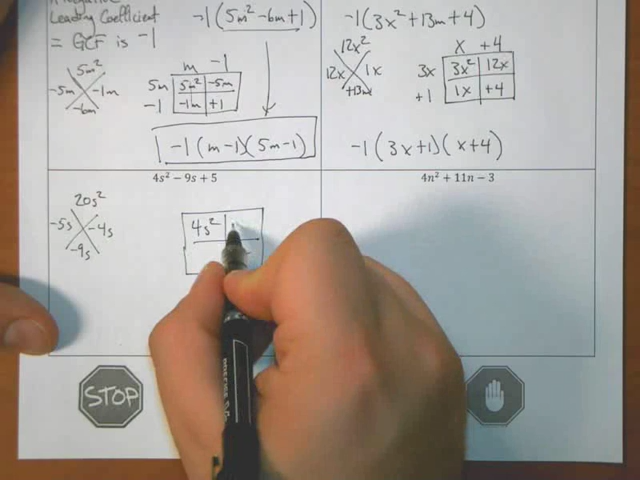 Leading Coefficient
= GCF is -1
-1(5m² -6m+1)
5m²
-5m
-1m
-6m
m -1
5m
5m²
-5m
-1
-1m
+1
-1(m-1)(5m-1)
-1(3x²+13m+4)
12x²
12x
1x
+13m
x +4
3x
3x²
12x
+1
1x
+4
-1(3x+1)(x+4)
4s² − 9s + 5
20s²
-5s
-4s
-9s
4s²
4n² + 11n − 3
STOP